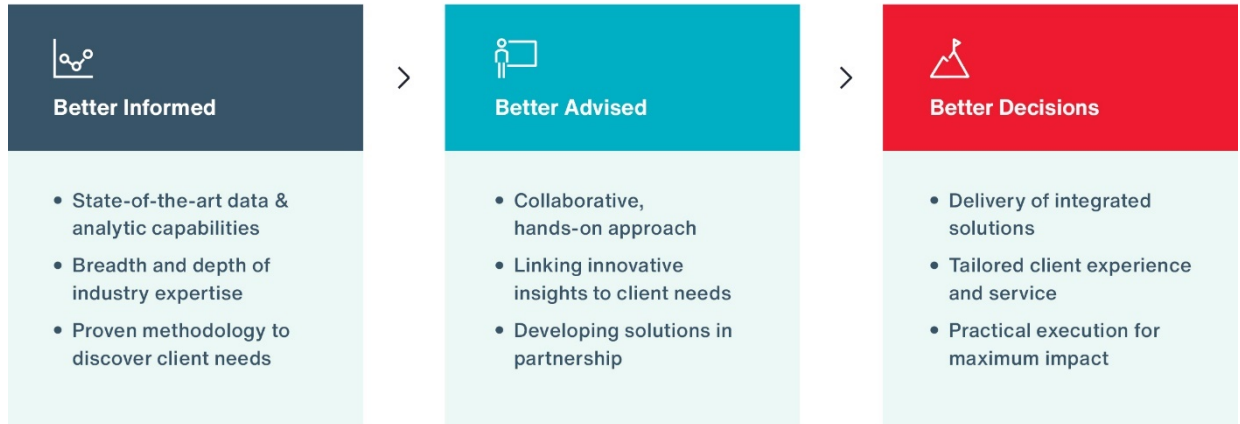 Better Informed
• State-of-the-art data &
analytic capabilities
• Breadth and depth of
industry expertise
• Proven methodology to
discover client needs
Better Advised
• Collaborative,
hands-on approach
• Linking innovative
insights to client needs
• Developing solutions in
partnership
Better Decisions
• Delivery of integrated
solutions
• Tailored client experience
and service
• Practical execution for
maximum impact